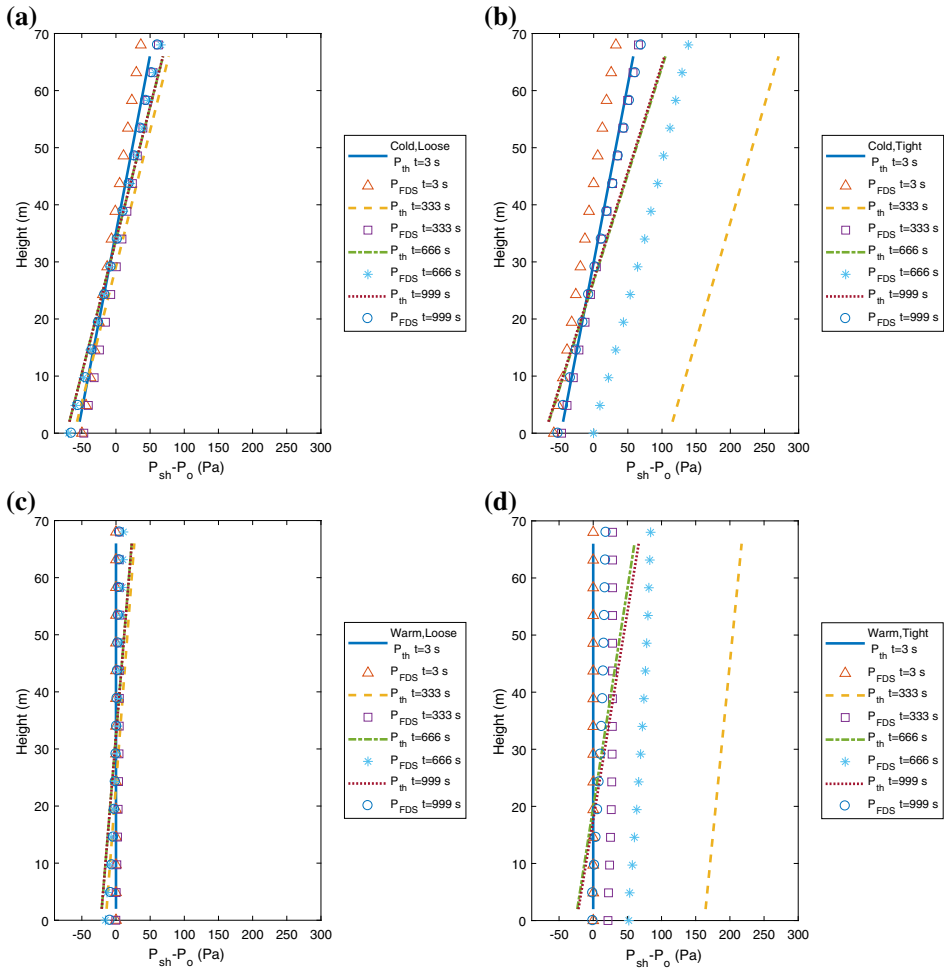 (a)
70
60
50
40
30
20
10
0
Height (m)
-50 0 50 100 150 200 250 300
P_sh-P_o (Pa)
Cold,Loose
P_th t=3 s
P_FDS t=3 s
P_th t=333 s
P_FDS t=333 s
P_th t=666 s
P_FDS t=666 s
P_th t=999 s
P_FDS t=999 s
(b)
70
60
50
40
30
20
10
0
Height (m)
-50 0 50 100 150 200 250 300
P_sh-P_o (Pa)
Cold,Tight
P_th t=3 s
P_FDS t=3 s
P_th t=333 s
P_FDS t=333 s
P_th t=666 s
P_FDS t=666 s
P_th t=999 s
P_FDS t=999 s
(c)
70
60
50
40
30
20
10
0
Height (m)
-50 0 50 100 150 200 250 300
P_sh-P_o (Pa)
Warm,Loose
P_th t=3 s
P_FDS t=3 s
P_th t=333 s
P_FDS t=333 s
P_th t=666 s
P_FDS t=666 s
P_th t=999 s
P_FDS t=999 s
(d)
70
60
50
40
30
20
10
0
Height (m)
-50 0 50 100 150 200 250 300
P_sh-P_o (Pa)
Warm,Tight
P_th t=3 s
P_FDS t=3 s
P_th t=333 s
P_FDS t=333 s
P_th t=666 s
P_FDS t=666 s
P_th t=999 s
P_FDS t=999 s